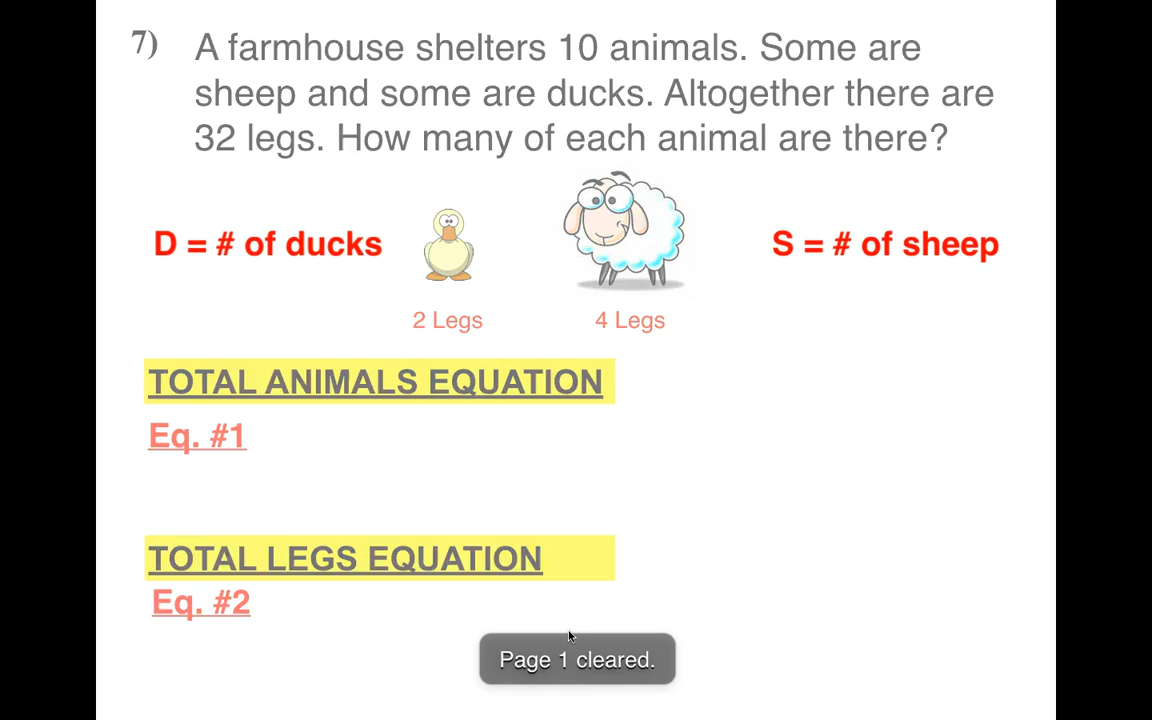 7) A farmhouse shelters 10 animals. Some are
sheep and some are ducks. Altogether there are
32 legs. How many of each animal are there?
D = # of ducks
S = # of sheep
2 Legs
4 Legs
TOTAL ANIMALS EQUATION
Eq. #1
TOTAL LEGS EQUATION
Eq. #2
Page 1 cleared.